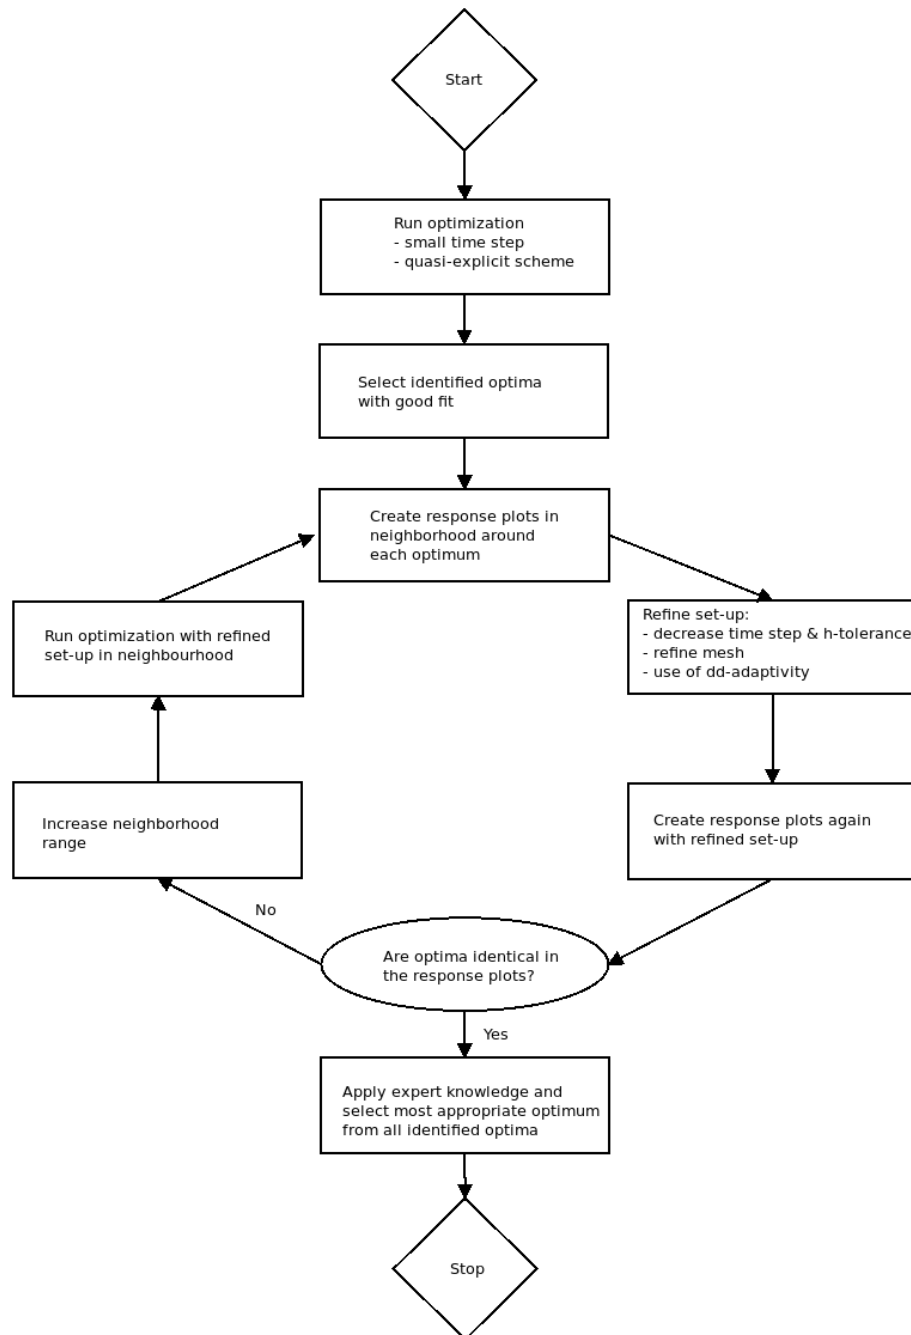 Start
Run optimization
- small time step
- quasi-explicit scheme
Select identified optima
with good fit
Create response plots in
neighborhood around
each optimum
Run optimization with refined
set-up in neighbourhood
Refine set-up:
- decrease time step & h-tolerance
- refine mesh
- use of dd-adaptivity
Increase neighborhood
range
Create response plots again
with refined set-up
No
Are optima identical in
the response plots?
Yes
Apply expert knowledge and
select most appropriate optimum
from all identified optima
Stop